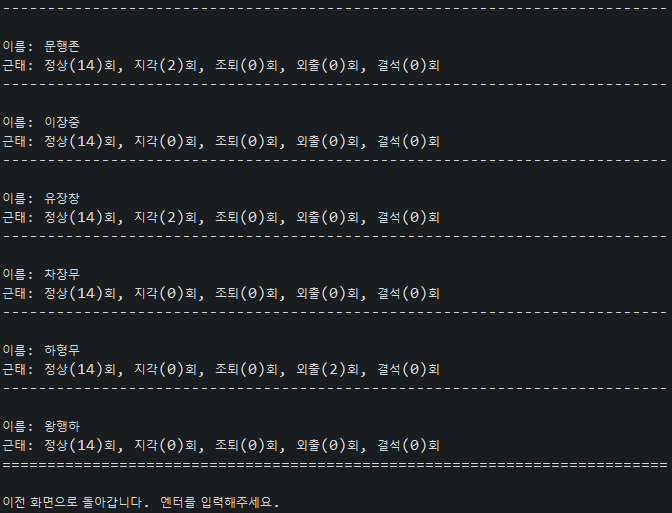 --------------------------------------------------------------------------
이름: 문행존
근태: 정상(14)회, 지각(2)회, 조퇴(0)회, 외출(0)회, 결석(0)회
--------------------------------------------------------------------------
이름: 이장중
근태: 정상(14)회, 지각(0)회, 조퇴(0)회, 외출(0)회, 결석(0)회
--------------------------------------------------------------------------
이름: 유장창
근태: 정상(14)회, 지각(2)회, 조퇴(0)회, 외출(0)회, 결석(0)회
--------------------------------------------------------------------------
이름: 차장무
근태: 정상(14)회, 지각(0)회, 조퇴(0)회, 외출(0)회, 결석(0)회
--------------------------------------------------------------------------
이름: 하형무
근태: 정상(14)회, 지각(0)회, 조퇴(0)회, 외출(2)회, 결석(0)회
--------------------------------------------------------------------------
이름: 왕행하
근태: 정상(14)회, 지각(0)회, 조퇴(0)회, 외출(0)회, 결석(0)회
==========================================================================
이전 화면으로 돌아갑니다. 엔터를 입력해주세요.